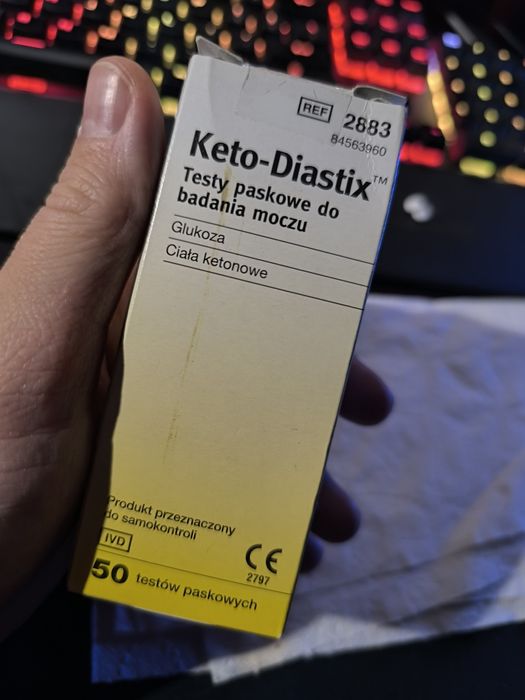 REF 2883
84563960
Keto-Diastix™
Testy paskowe do
badania moczu
Glukoza
Ciała ketonowe
Produkt przeznaczony
do samokontroli
IVD
CE
2797
50 testów paskowych